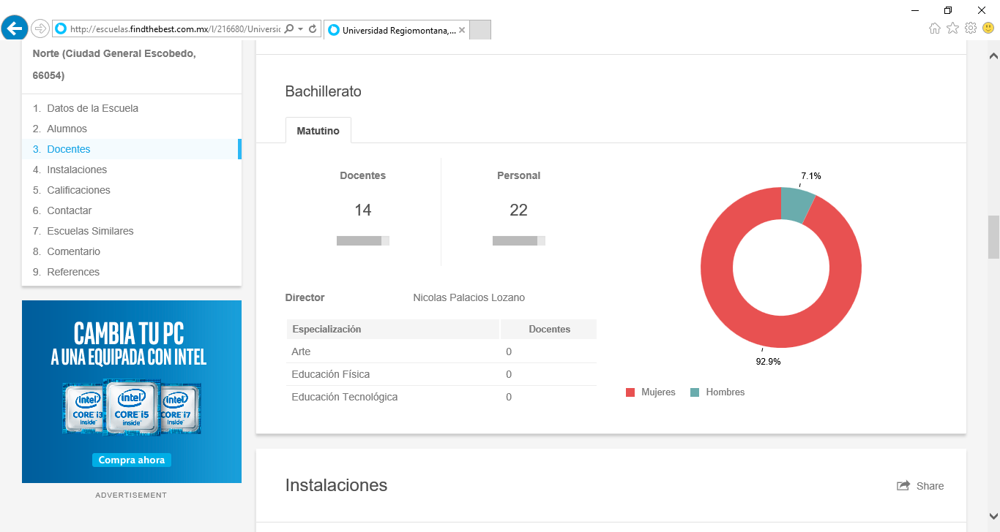 http://escuelas.findthebest.com.mx/l/216680/Universic
Universidad Regiomontana,...
Norte (Ciudad General Escobedo,
66054)
1. Datos de la Escuela
2. Alumnos
3. Docentes
4. Instalaciones
5. Calificaciones
6. Contactar
7. Escuelas Similares
8. Comentario
9. References
CAMBIA TU PC
A UNA EQUIPADA CON INTEL
intel CORE i3 inside™
intel CORE i5 inside™
intel CORE i7 inside™
Compra ahora
ADVERTISEMENT
Bachillerato
Matutino
Docentes
14
Personal
22
Director Nicolas Palacios Lozano
Especialización Docentes
Arte 0
Educación Física 0
Educación Tecnológica 0
7.1%
92.9%
Mujeres Hombres
Instalaciones
Share